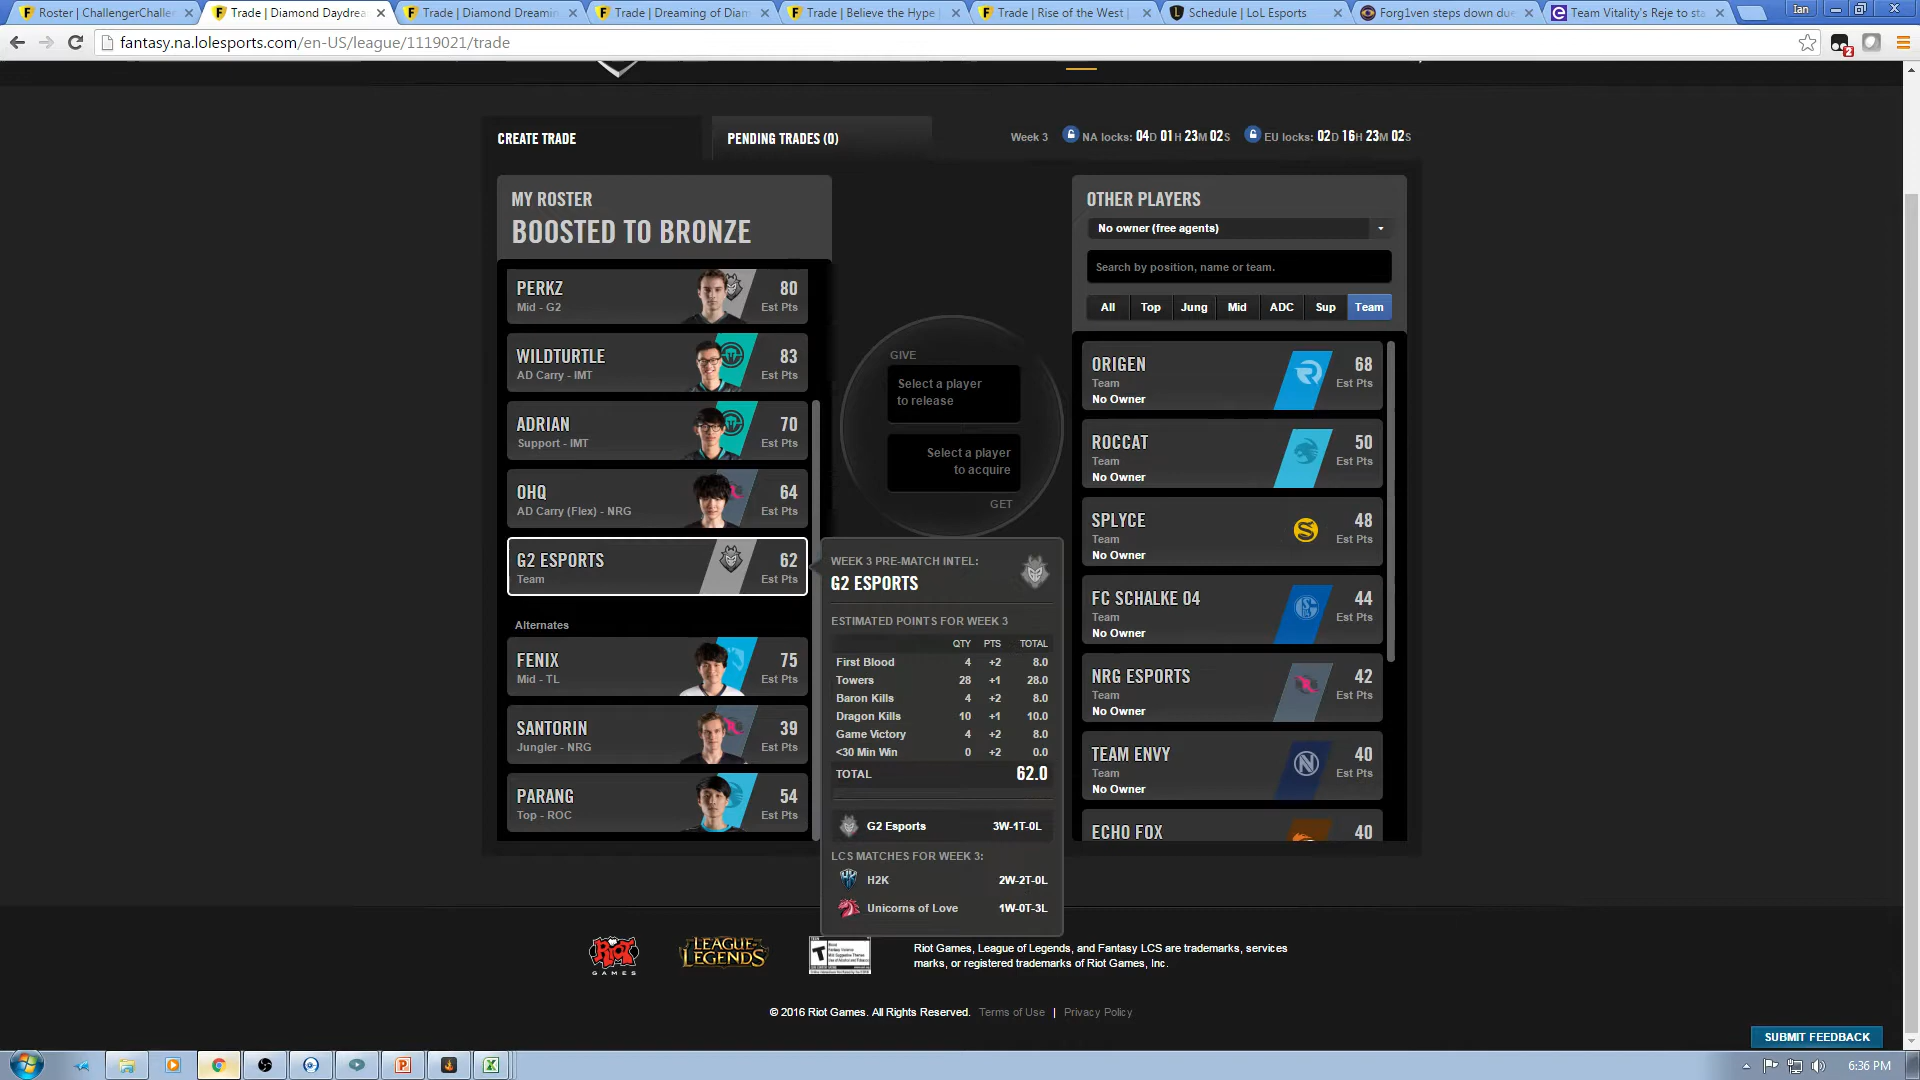 Roster | ChallengerChalle
Trade | Diamond Daydrea
Trade | Diamond Dreamin
Trade | Dreaming of Diam
Trade | Believe the Hype |
Trade | Rise of the West |
Schedule | LoL Esports
Forg1ven steps down due
Team Vitality's Reje to sta
Ian
fantasy.na.lolesports.com/en-US/league/1119021/trade
2
CREATE TRADE
PENDING TRADES (0)
Week 3 NA locks: 04D 01H 23M 02S EU locks: 02D 16H 23M 02S
MY ROSTER
BOOSTED TO BRONZE
PERKZ 80
Mid - G2 Est Pts
WILDTURTLE 83
AD Carry - IMT Est Pts
ADRIAN 70
Support - IMT Est Pts
OHQ 64
AD Carry (Flex) - NRG Est Pts
G2 ESPORTS 62
Team Est Pts
Alternates
FENIX 75
Mid - TL Est Pts
SANTORIN 39
Jungler - NRG Est Pts
PARANG 54
Top - ROC Est Pts
GIVE
Select a player
to release
Select a player
to acquire
GET
WEEK 3 PRE-MATCH INTEL:
G2 ESPORTS
ESTIMATED POINTS FOR WEEK 3
QTY PTS TOTAL
First Blood 4 +2 8.0
Towers 28 +1 28.0
Baron Kills 4 +2 8.0
Dragon Kills 10 +1 10.0
Game Victory 4 +2 8.0
<30 Min Win 0 +2 0.0
TOTAL 62.0
G2 Esports 3W-1T-0L
LCS MATCHES FOR WEEK 3:
H2K 2W-2T-0L
Unicorns of Love 1W-0T-3L
OTHER PLAYERS
No owner (free agents)
Search by position, name or team.
All Top Jung Mid ADC Sup Team
ORIGEN 68
Team Est Pts
No Owner
ROCCAT 50
Team Est Pts
No Owner
SPLYCE 48
Team Est Pts
No Owner
FC SCHALKE 04 44
Team Est Pts
No Owner
NRG ESPORTS 42
Team Est Pts
No Owner
TEAM ENVY 40
Team Est Pts
No Owner
ECHO FOX 40
RIOT
GAMES
LEAGUE OF
LEGENDS
Riot Games, League of Legends, and Fantasy LCS are trademarks, services
marks, or registered trademarks of Riot Games, Inc.
© 2016 Riot Games. All Rights Reserved. Terms of Use | Privacy Policy
SUBMIT FEEDBACK
6:36 PM